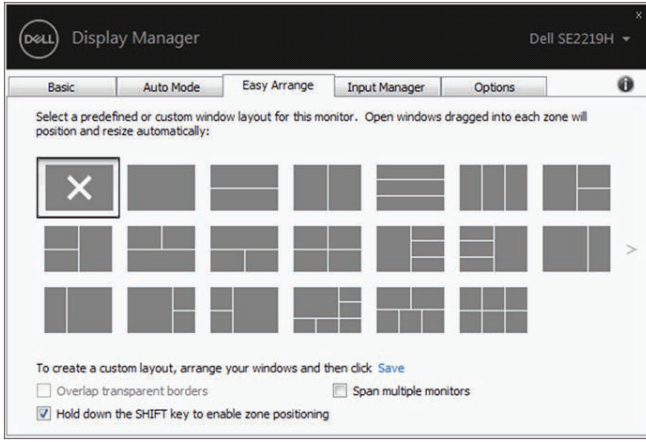 x
DELL Display Manager Dell SE2219H
Basic Auto Mode Easy Arrange Input Manager Options i
Select a predefined or custom window layout for this monitor. Open windows dragged into each zone will
position and resize automatically:
>
To create a custom layout, arrange your windows and then click Save
Overlap transparent borders Span multiple monitors
Hold down the SHIFT key to enable zone positioning